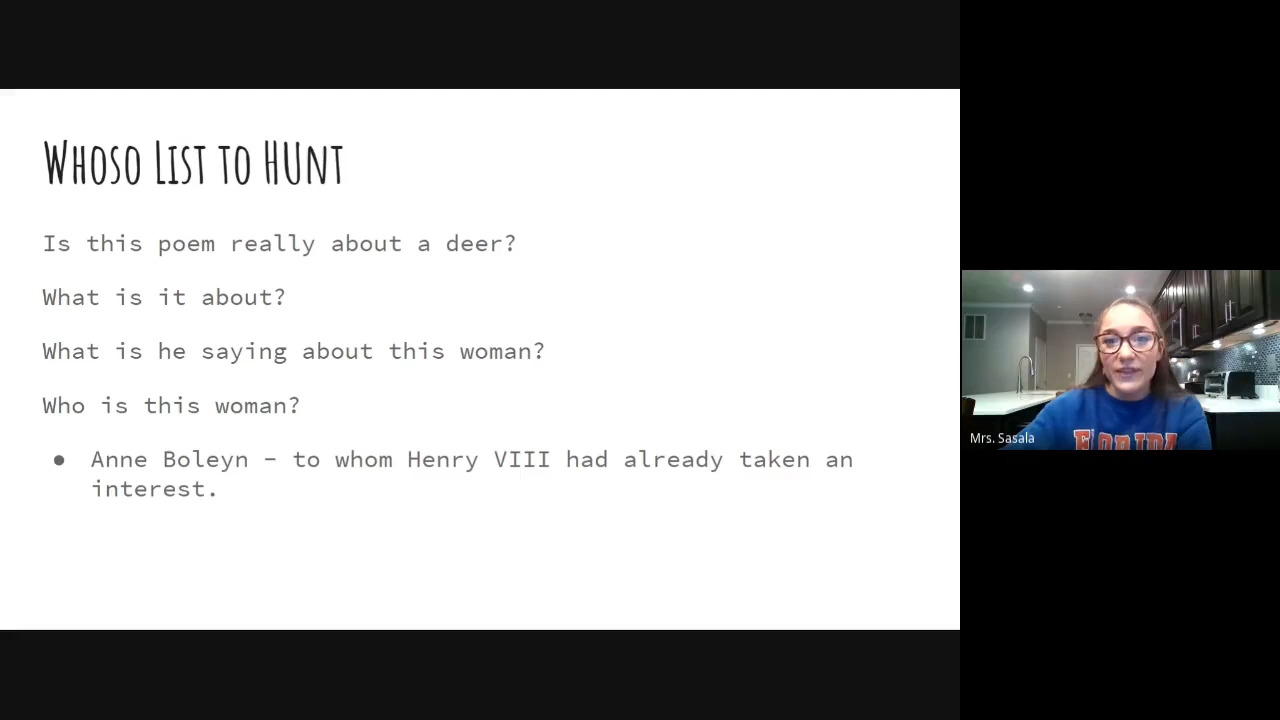 Whoso List to Hunt
Is this poem really about a deer?
What is it about?
What is he saying about this woman?
Who is this woman?
● Anne Boleyn - to whom Henry VIII had already taken an
interest.
Mrs. Sasala
FLORIDA